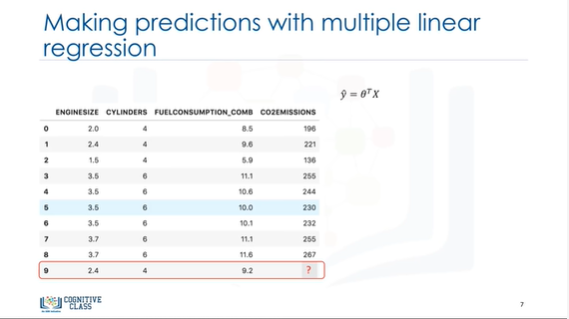 Making predictions with multiple linear
regression
ŷ = θᵀX
ENGINESIZE CYLINDERS FUELCONSUMPTION_COMB CO2EMISSIONS
0 2.0 4 8.5 196
1 2.4 4 9.6 221
2 1.5 4 5.9 136
3 3.5 6 11.1 255
4 3.5 6 10.6 244
5 3.5 6 10.0 230
6 3.5 6 10.1 232
7 3.7 6 11.1 255
8 3.7 6 11.6 267
9 2.4 4 9.2 ?
COGNITIVE
CLASS
7